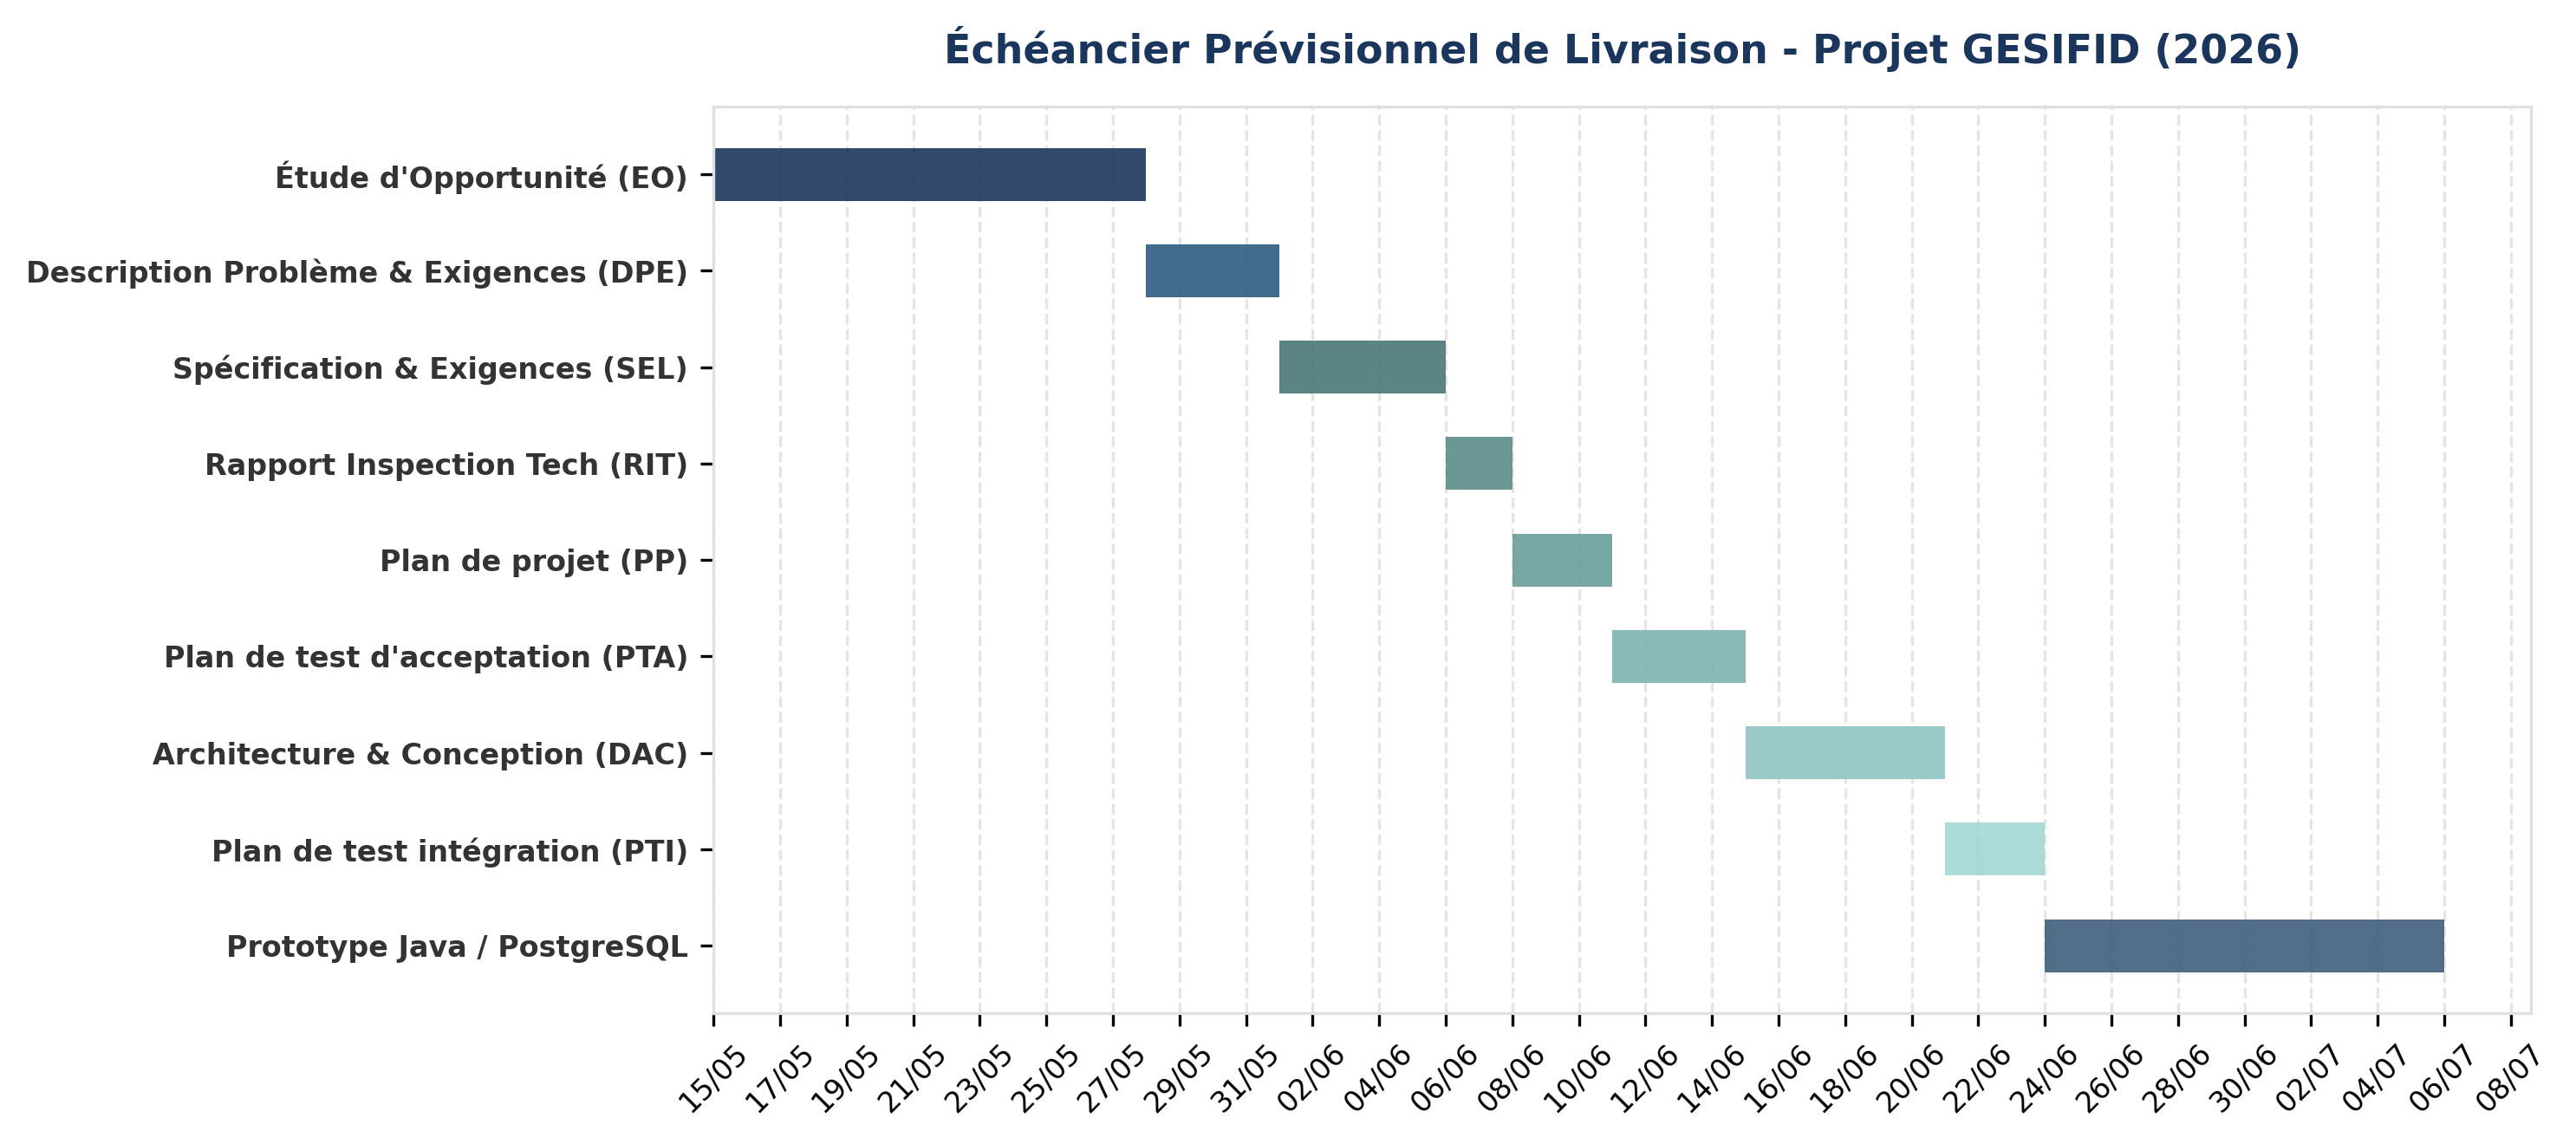 Échéancier Prévisionnel de Livraison - Projet GESIFID (2026)
Étude d'Opportunité (EO)
Description Problème & Exigences (DPE)
Spécification & Exigences (SEL)
Rapport Inspection Tech (RIT)
Plan de projet (PP)
Plan de test d'acceptation (PTA)
Architecture & Conception (DAC)
Plan de test intégration (PTI)
Prototype Java / PostgreSQL
15/05 17/05 19/05 21/05 23/05 25/05 27/05 29/05 31/05 02/06 04/06 06/06 08/06 10/06 12/06 14/06 16/06 18/06 20/06 22/06 24/06 26/06 28/06 30/06 02/07 04/07 06/07 08/07